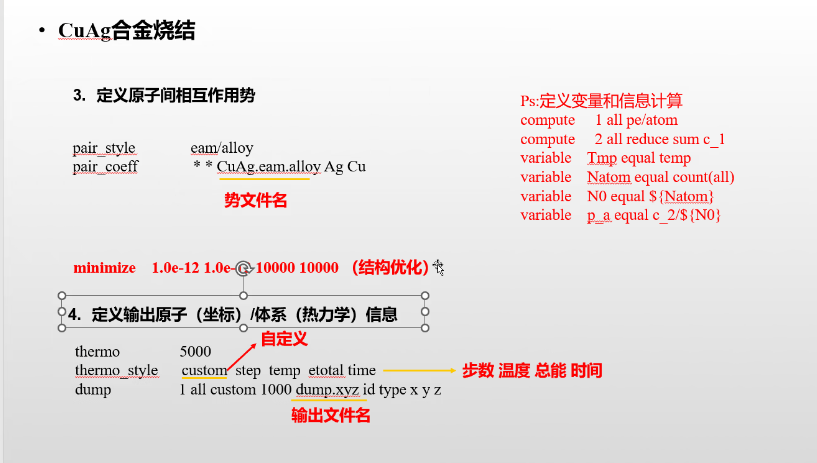 • CuAg合金烧结
3. 定义原子间相互作用势
pair_style eam/alloy
pair_coeff * * CuAg.eam.alloy Ag Cu
势文件名
Ps:定义变量和信息计算
compute 1 all pe/atom
compute 2 all reduce sum c_1
variable Tmp equal temp
variable Natom equal count(all)
variable N0 equal ${Natom}
variable p_a equal c_2/${N0}
minimize 1.0e-12 1.0e- 10000 10000 （结构优化）
4. 定义输出原子（坐标）/体系（热力学）信息
自定义
thermo 5000
thermo_style custom step temp etotal time
步数 温度 总能 时间
dump 1 all custom 1000 dump.xyz id type x y z
输出文件名